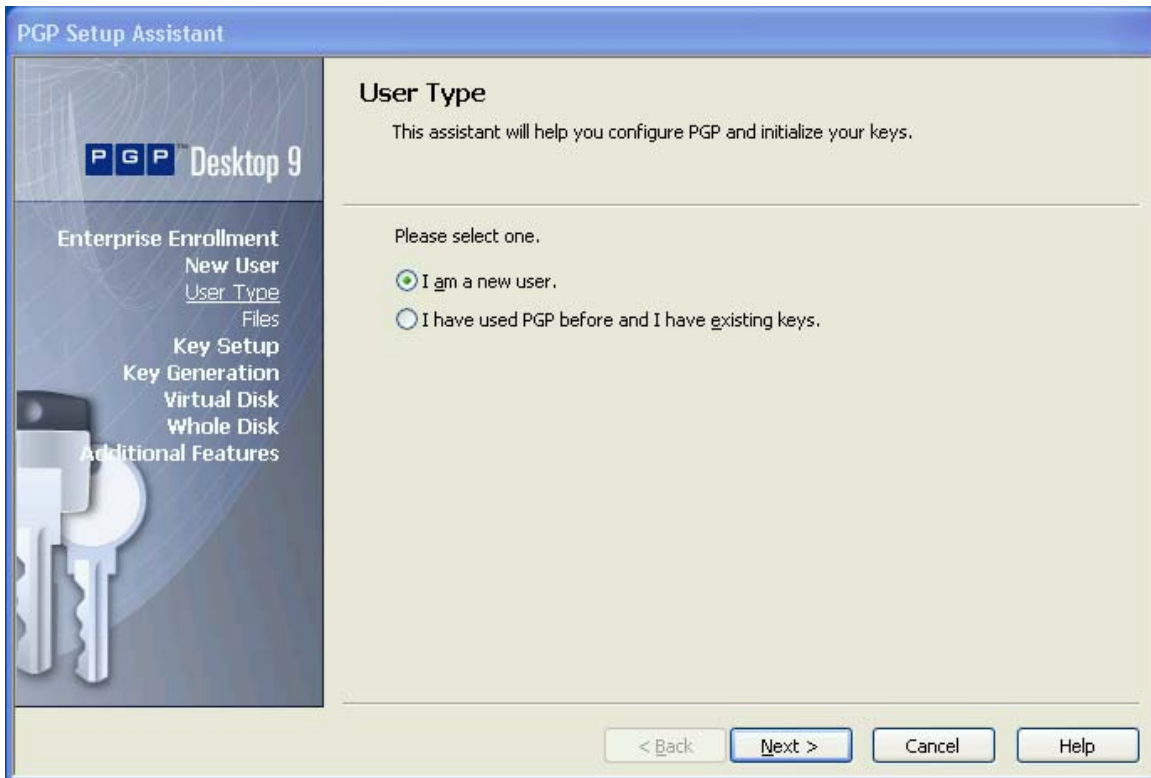 PGP Setup Assistant
PGP™ Desktop 9
Enterprise Enrollment
New User
User Type
Files
Key Setup
Key Generation
Virtual Disk
Whole Disk
Additional Features
User Type
This assistant will help you configure PGP and initialize your keys.
Please select one.
I am a new user.
I have used PGP before and I have existing keys.
< Back
Next >
Cancel
Help